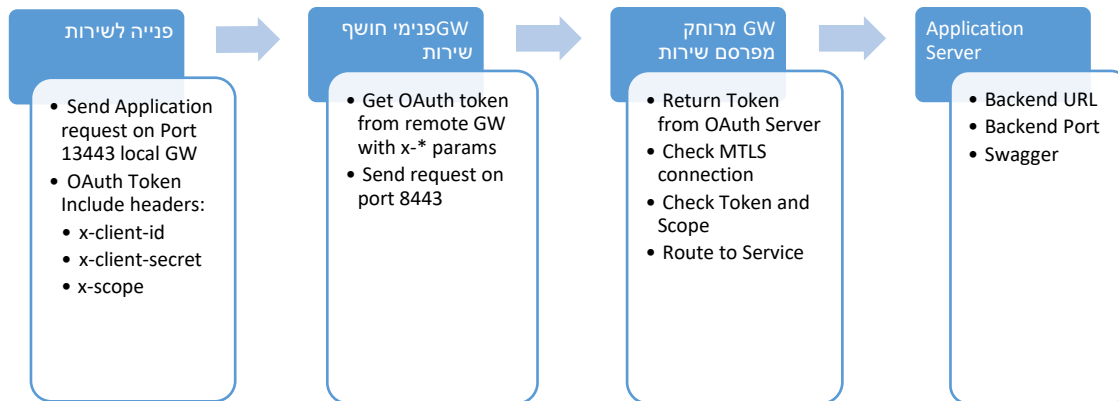 פנייה לשירות
• Send Application
request on Port
13443 local GW
• OAuth Token
Include headers:
• x-client-id
• x-client-secret
• x-scope
GWפנימי חושף
שירות
• Get OAuth token
from remote GW
with x-* params
• Send request on
port 8443
GW מרוחק
מפרסם שירות
• Return Token
from OAuth Server
• Check MTLS
connection
• Check Token and
Scope
• Route to Service
Application
Server
• Backend URL
• Backend Port
• Swagger